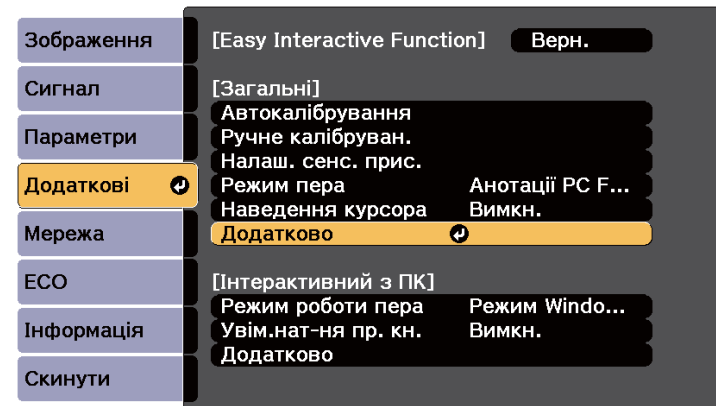 Зображення
Сигнал
Параметри
Додаткові
Мережа
ECO
Інформація
Скинути
[Easy Interactive Function] Верн.
[Загальні]
Автокалібрування
Ручне калібруван.
Налаш. сенс. прис.
Режим пера Анотації PC F...
Наведення курсора Вимкн.
Додатково
[Інтерактивний з ПК]
Режим роботи пера Режим Windo...
Увім.нат-ня пр. кн. Вимкн.
Додатково